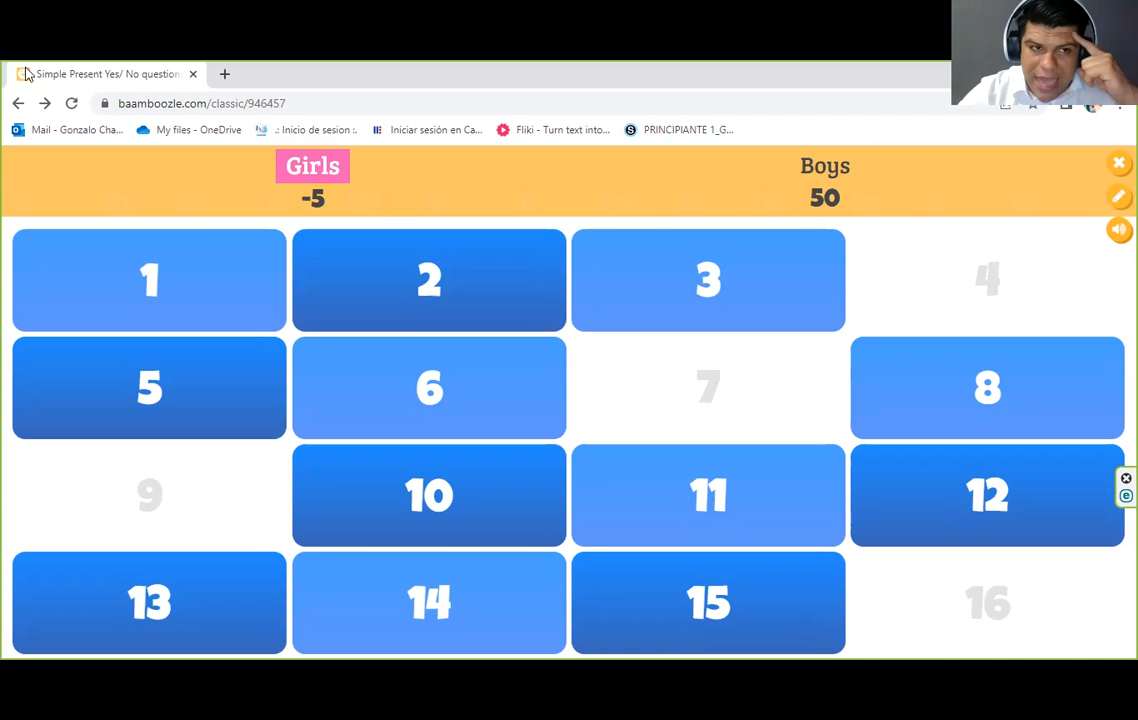 Simple Present Yes/ No question
baamboozle.com/classic/946457
Mail - Gonzalo Cha... My files - OneDrive .: Inicio de sesion :. Iniciar sesión en Ca... Fliki - Turn text into... PRINCIPIANTE 1_G...
Girls Boys
-5 50
1 2 3 4
5 6 7 8
9 10 11 12
13 14 15 16